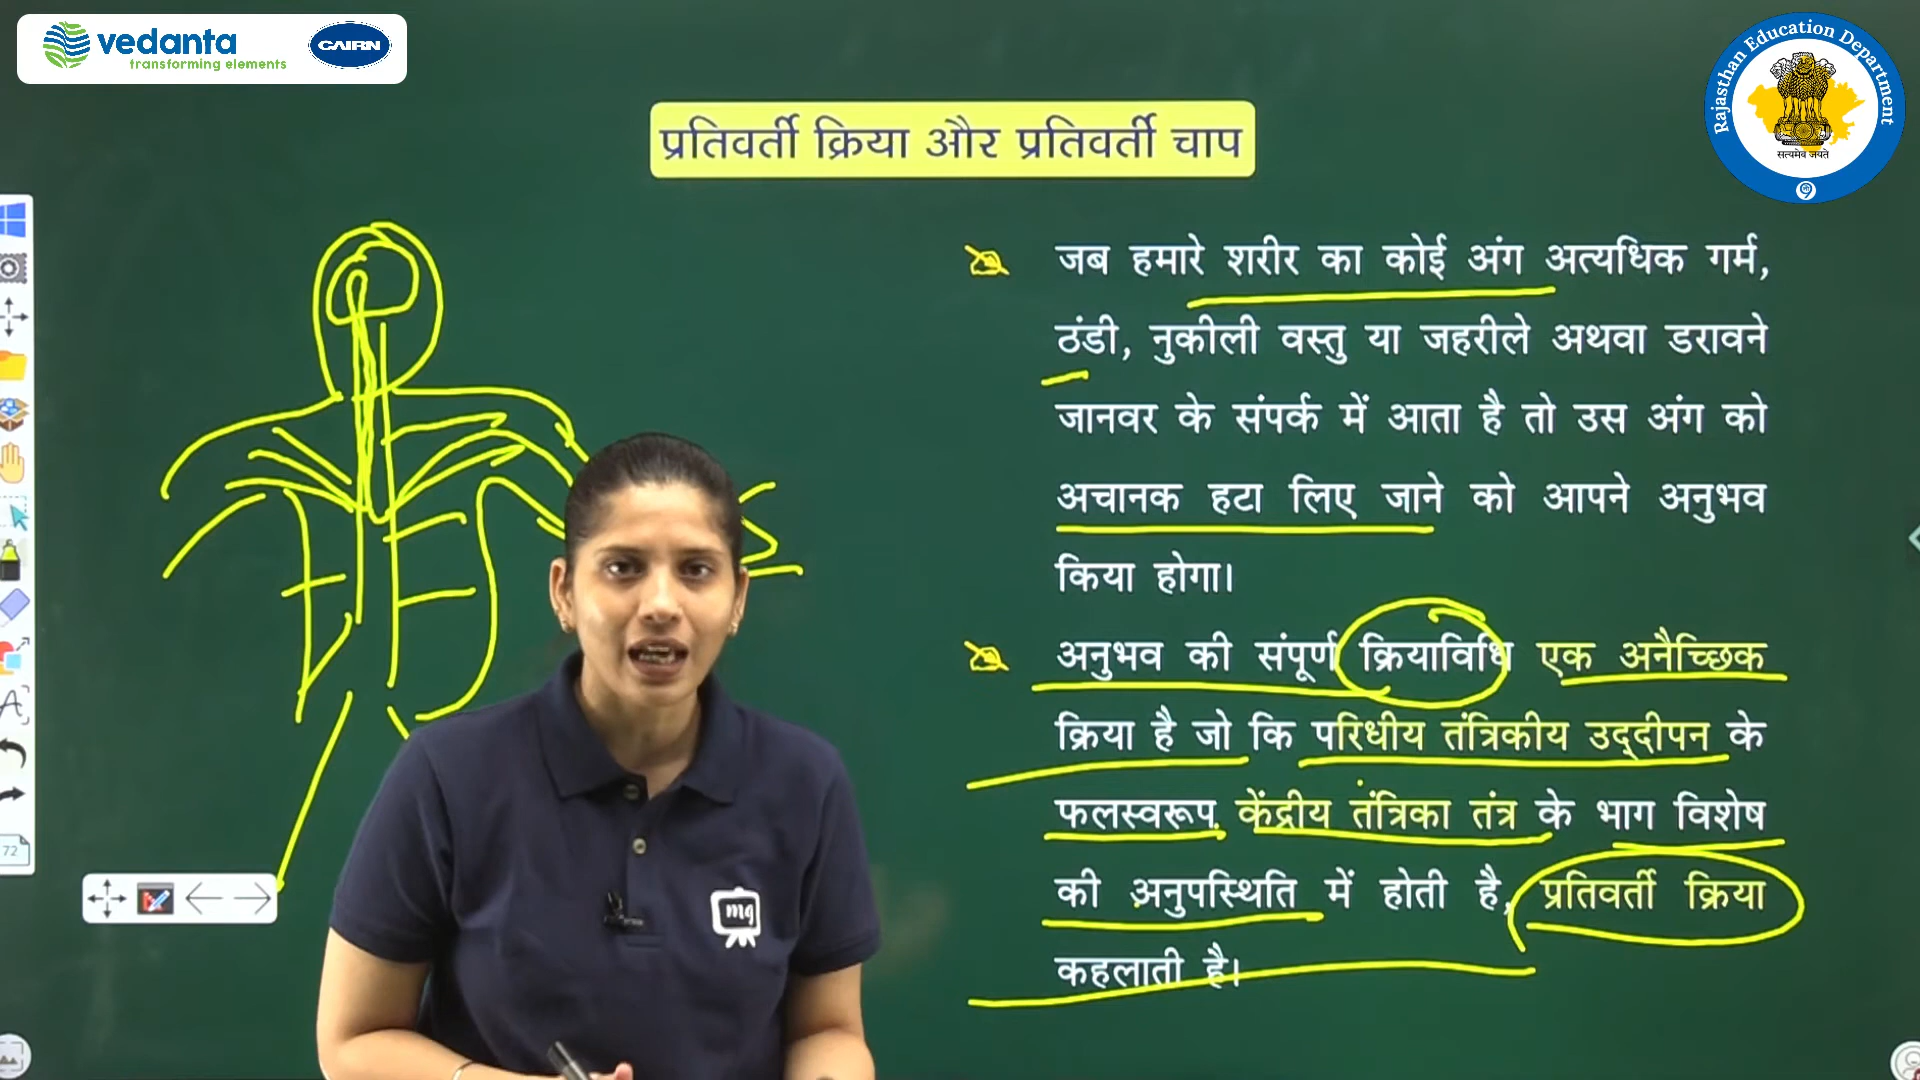 vedanta
transforming elements
CAIRN
Rajasthan Education Department
सत्यमेव जयते
प्रतिवर्ती क्रिया और प्रतिवर्ती चाप
जब हमारे शरीर का कोई अंग अत्यधिक गर्म,
ठंडी, नुकीली वस्तु या जहरीले अथवा डरावने
जानवर के संपर्क में आता है तो उस अंग को
अचानक हटा लिए जाने को आपने अनुभव
किया होगा।
अनुभव की संपूर्ण क्रियाविधि एक अनैच्छिक
क्रिया है जो कि परिधीय तंत्रिकीय उद्दीपन के
फलस्वरूप केंद्रीय तंत्रिका तंत्र के भाग विशेष
की अनुपस्थिति में होती है, प्रतिवर्ती क्रिया
कहलाती है।
72
mg